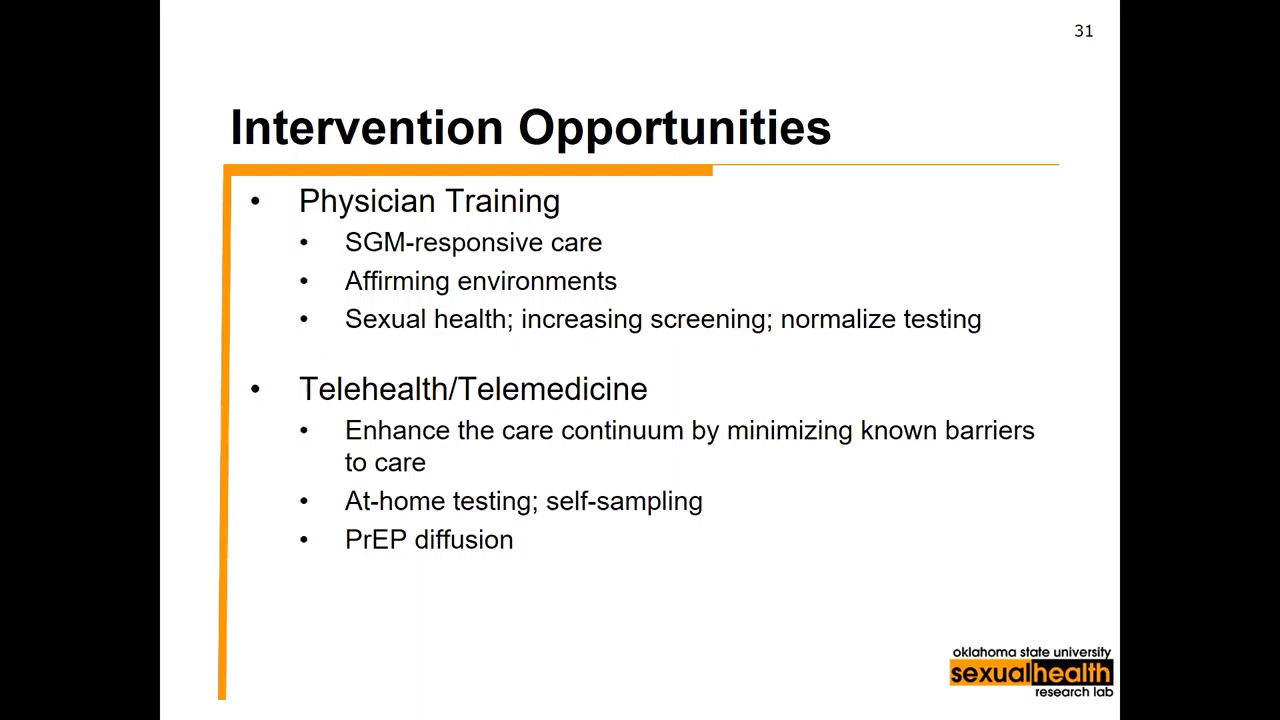 31
Intervention Opportunities
• Physician Training
• SGM-responsive care
• Affirming environments
• Sexual health; increasing screening; normalize testing
• Telehealth/Telemedicine
• Enhance the care continuum by minimizing known barriers
to care
• At-home testing; self-sampling
• PrEP diffusion
oklahoma state university
sexualhealth
research lab